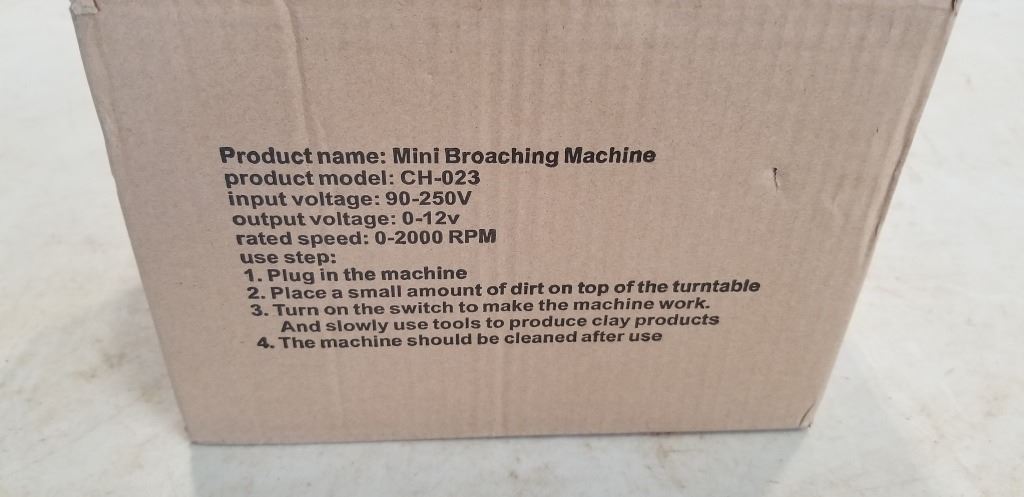 Product name: Mini Broaching Machine
product model: CH-023
input voltage: 90-250V
output voltage: 0-12v
rated speed: 0-2000 RPM
use step:
1. Plug in the machine
2. Place a small amount of dirt on top of the turntable
3. Turn on the switch to make the machine work.
And slowly use tools to produce clay products
4. The machine should be cleaned after use